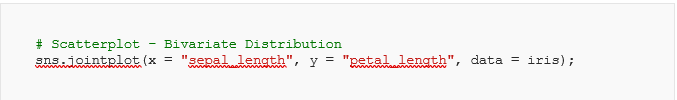 # Scatterplot - Bivariate Distribution
sns.jointplot(x = "sepal_length", y = "petal_length", data = iris);